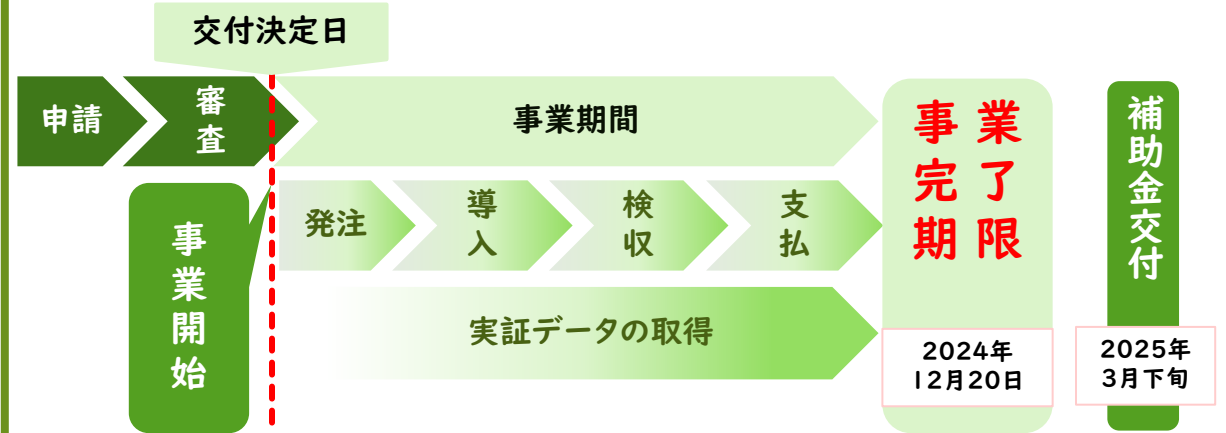 交付決定日
申請
審査
事業期間
事業開始
発注
導入
検収
支払
実証データの取得
事業
完了
期限
2024年
12月20日
補助金交付
2025年
3月下旬